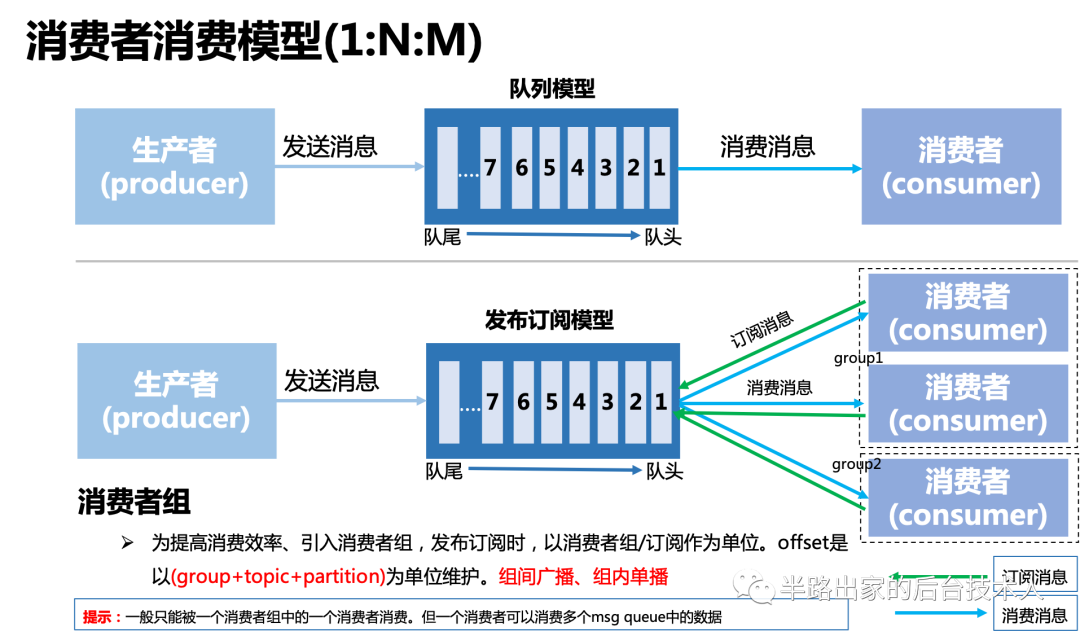 消费者消费模型(1:N:M)
队列模型
生产者
(producer)
发送消息
.... 7 6 5 4 3 2 1
消费消息
消费者
(consumer)
队尾
队头
发布订阅模型
生产者
(producer)
发送消息
.... 7 6 5 4 3 2 1
队尾
队头
订阅消息
消费消息
group1
group2
消费者
(consumer)
消费者
(consumer)
消费者
(consumer)
消费者组
➢ 为提高消费效率、引入消费者组，发布订阅时，以消费者组/订阅作为单位。offset是
以(group+topic+partition)为单位维护。组间广播、组内单播
提示：一般只能被一个消费者组中的一个消费者消费。但一个消费者可以消费多个msg queue中的数据
订阅消息
消费消息
半路出家的后台技术人